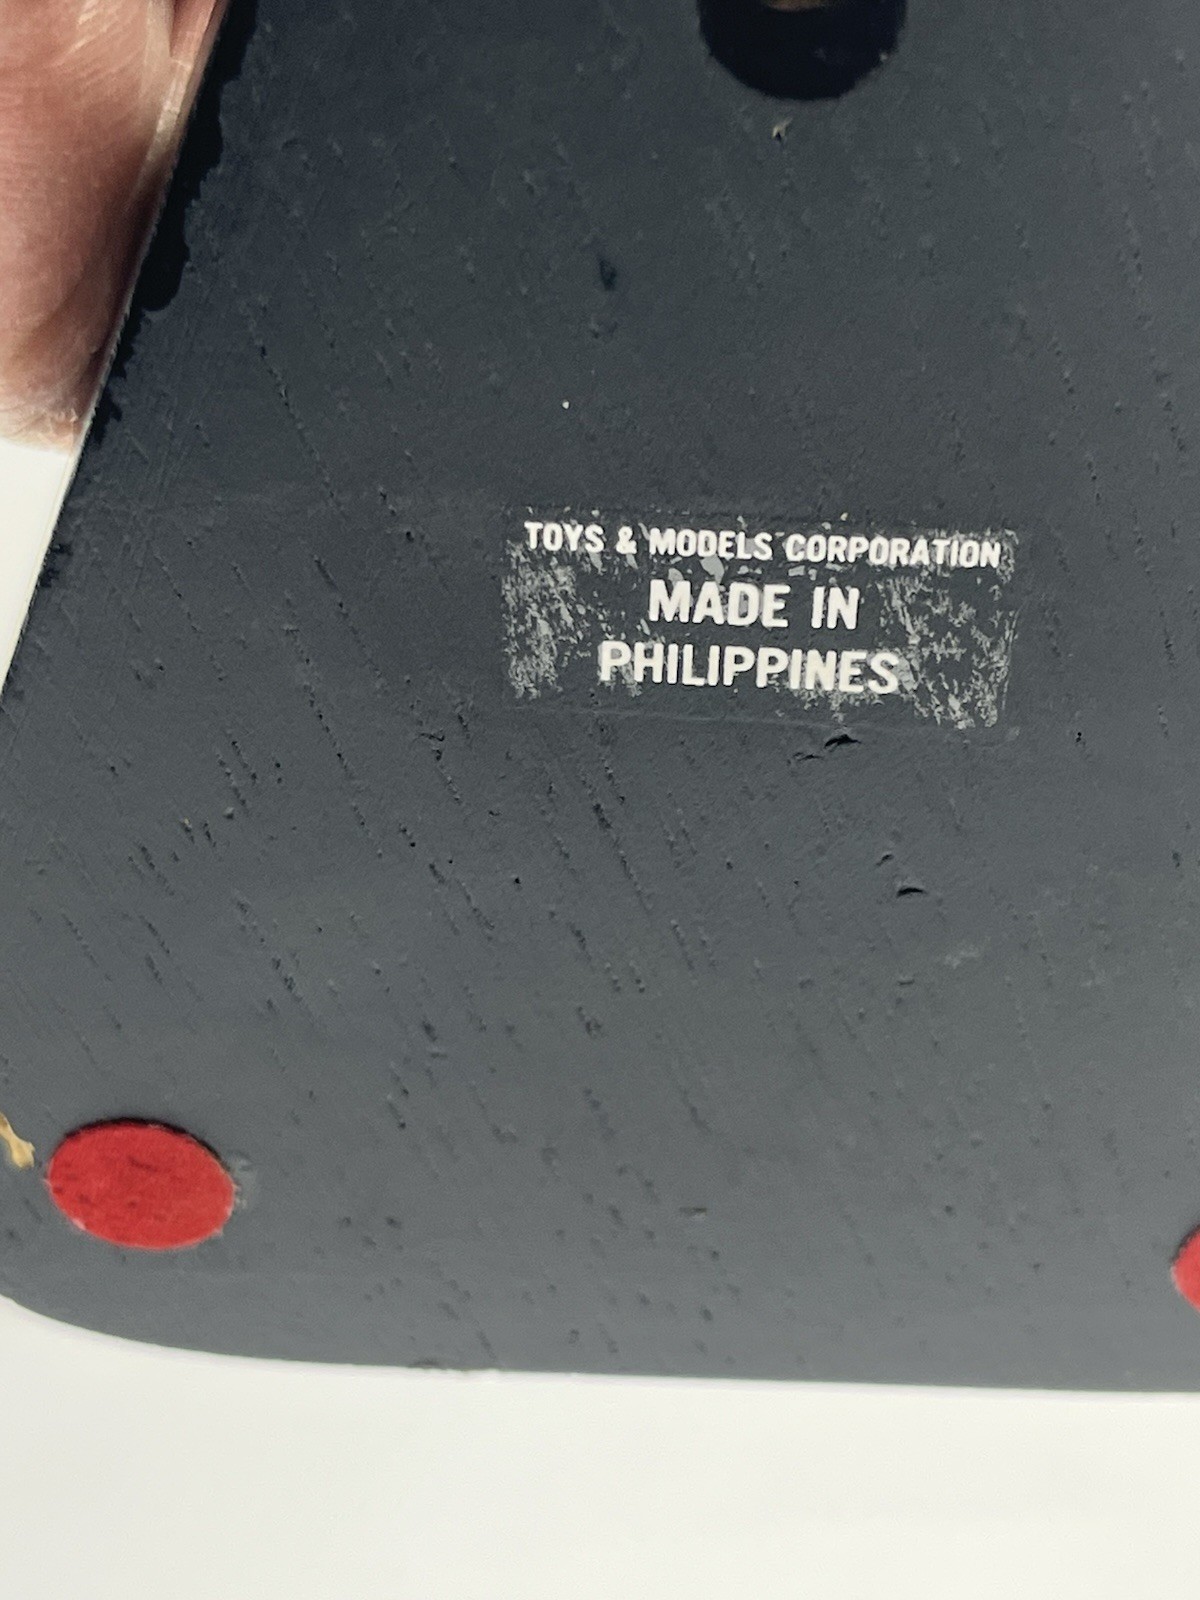 TOYS & MODELS CORPORATION
MADE IN
PHILIPPINES